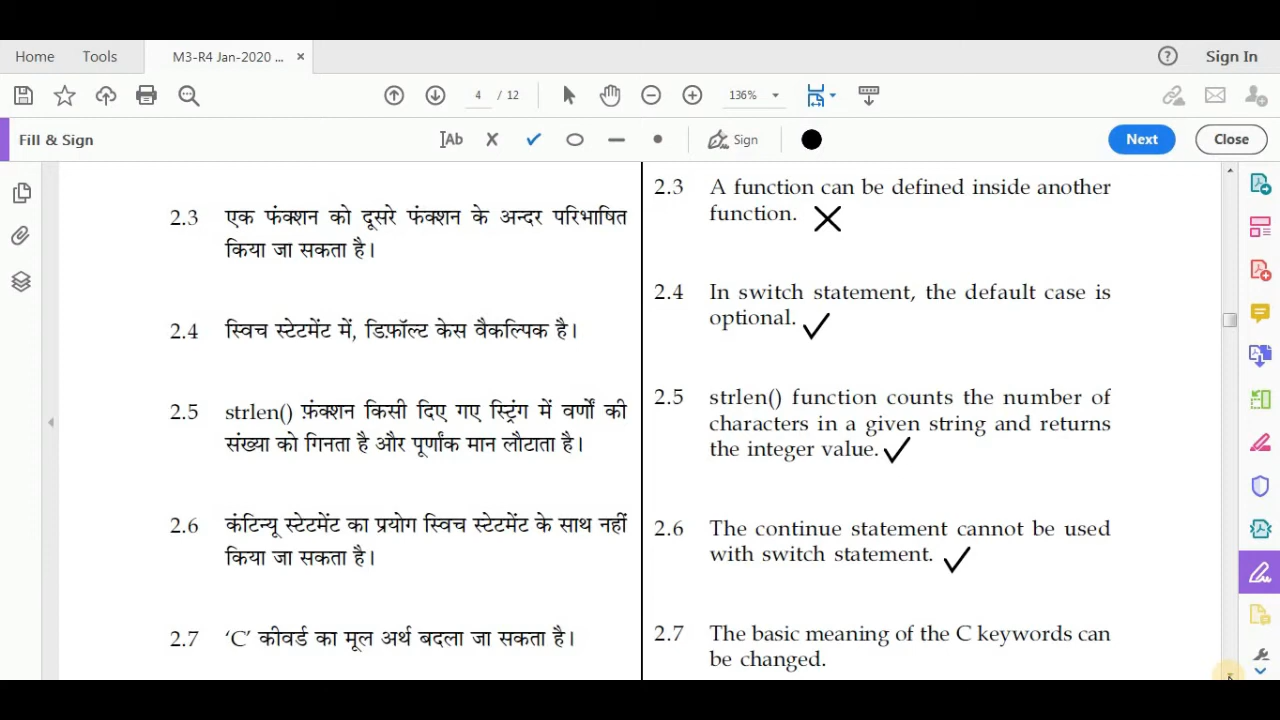 Home Tools M3-R4 Jan-2020 ... × ? Sign In
4 / 12 136%
Fill & Sign Ab Sign Next Close
2.3 एक फंक्शन को दूसरे फंक्शन के अन्दर परिभाषित
किया जा सकता है।
2.4 स्विच स्टेटमेंट में, डिफ़ॉल्ट केस वैकल्पिक है।
2.5 strlen() फ़ंक्शन किसी दिए गए स्ट्रिंग में वर्णों की
संख्या को गिनता है और पूर्णांक मान लौटाता है।
2.6 कंटिन्यू स्टेटमेंट का प्रयोग स्विच स्टेटमेंट के साथ नहीं
किया जा सकता है।
2.7 ‘C’ कीवर्ड का मूल अर्थ बदला जा सकता है।
2.3 A function can be defined inside another
function.
2.4 In switch statement, the default case is
optional.
2.5 strlen() function counts the number of
characters in a given string and returns
the integer value.
2.6 The continue statement cannot be used
with switch statement.
2.7 The basic meaning of the C keywords can
be changed.